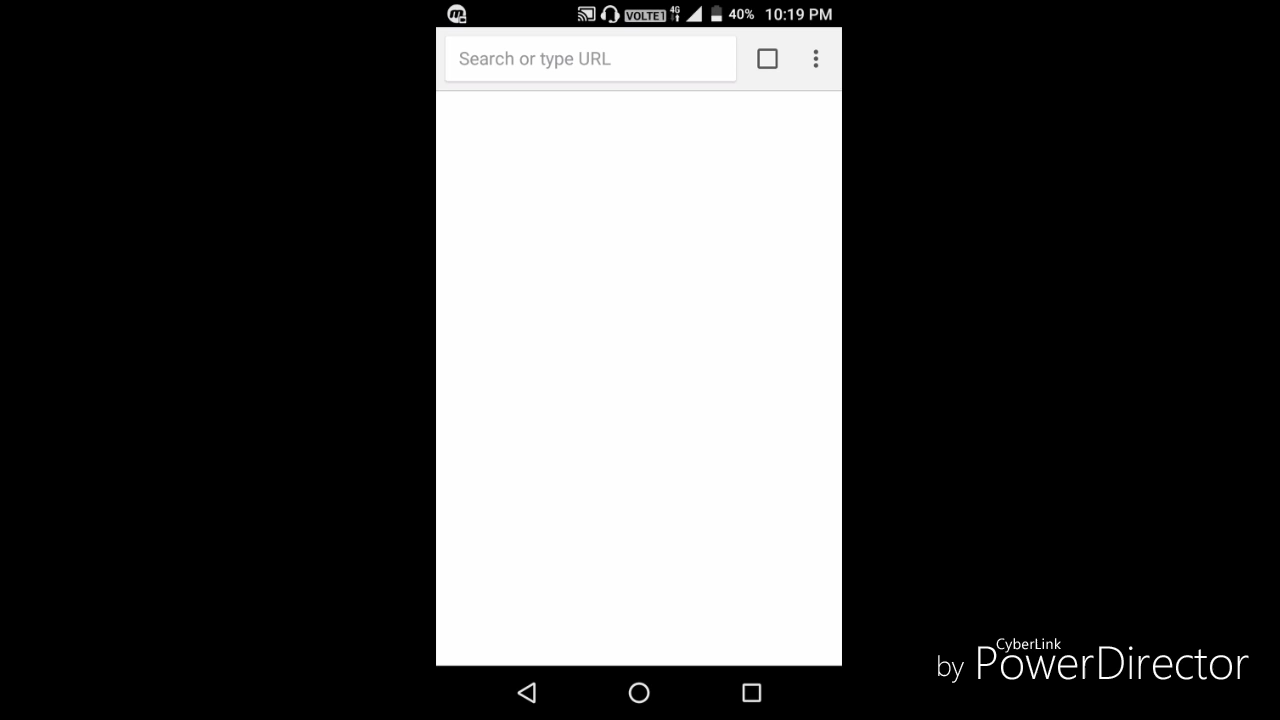 VOLTE1 4G 40% 10:19 PM
Search or type URL
CyberLink
by PowerDirector